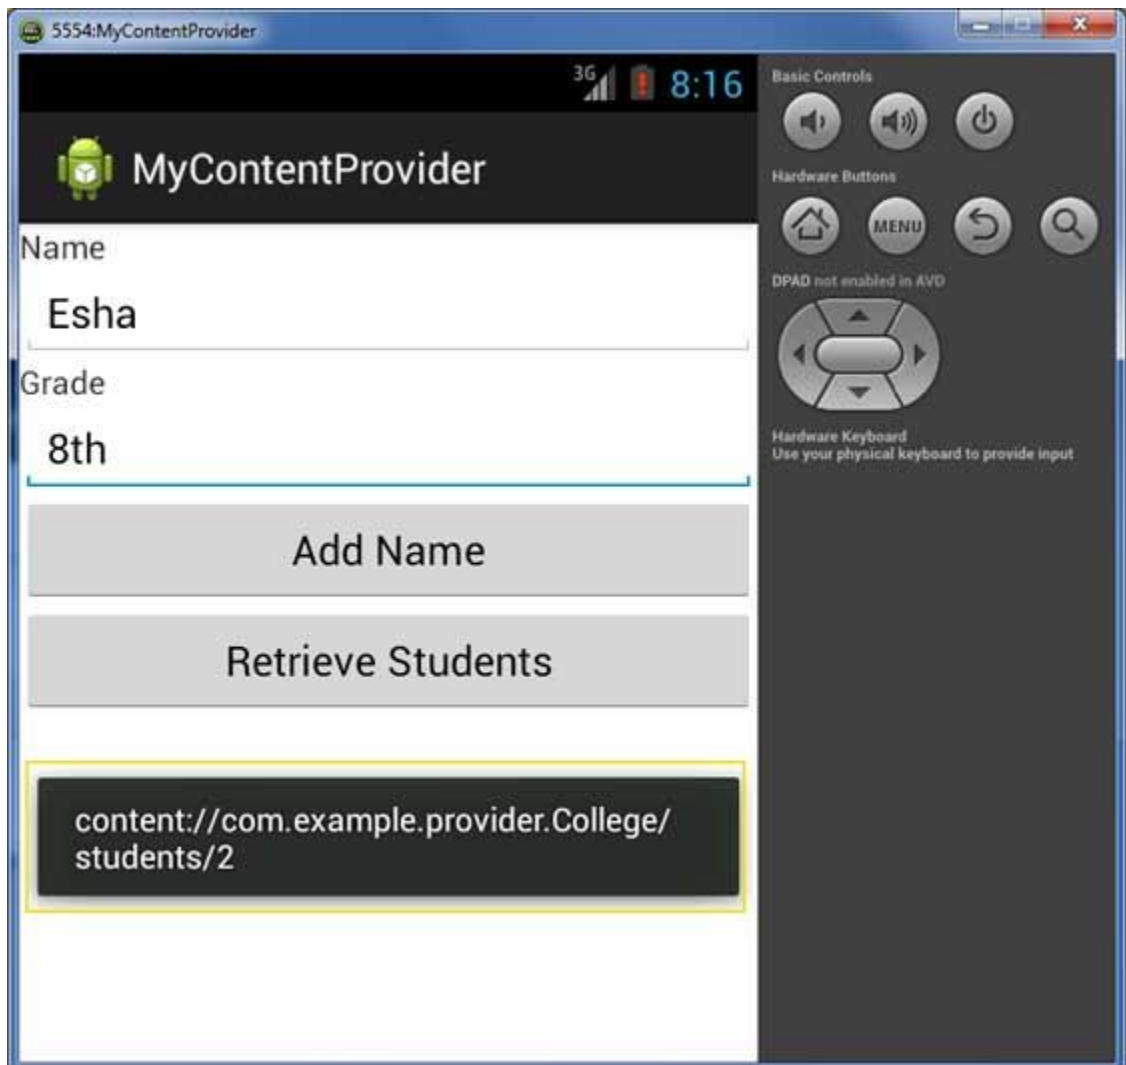 5554:MyContentProvider
3G 8:16
MyContentProvider
Name
Esha
Grade
8th
Add Name
Retrieve Students
content://com.example.provider.College/
students/2
Basic Controls
Hardware Buttons
MENU
DPAD not enabled in AVD
Hardware Keyboard
Use your physical keyboard to provide input